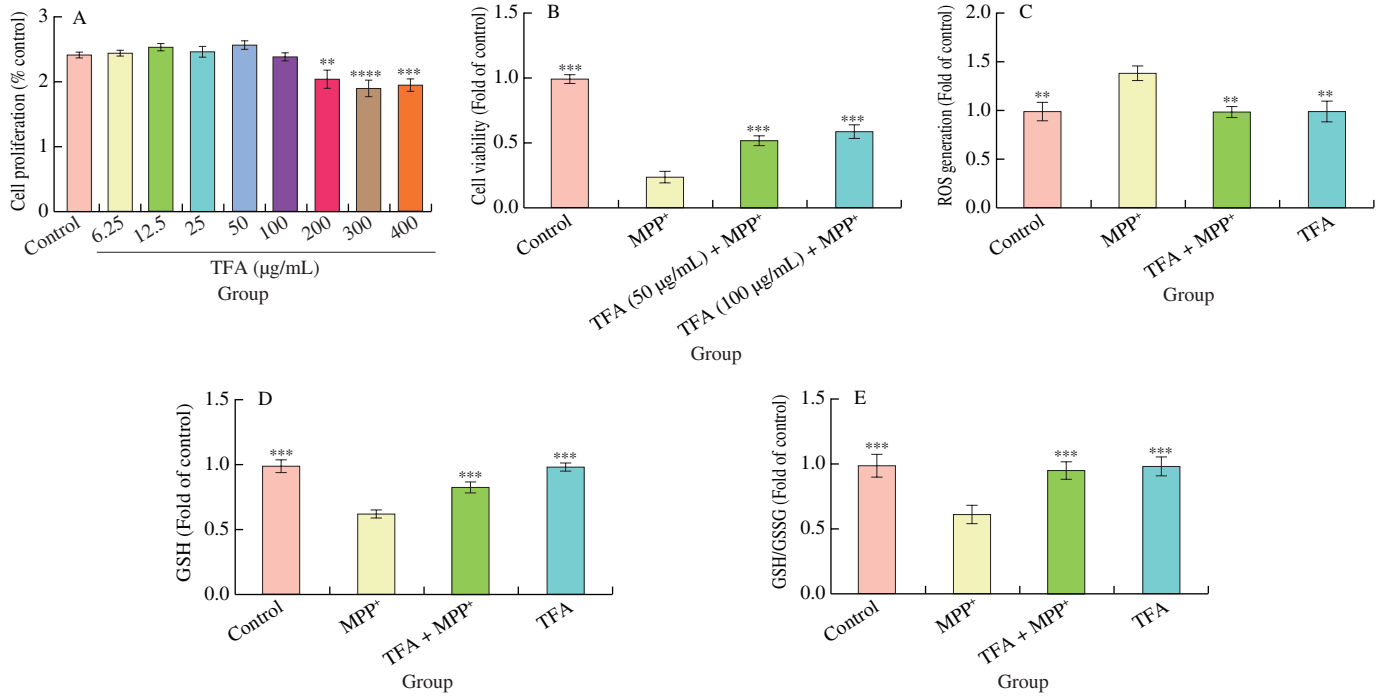 A
Cell proliferation (% control)
3
2
1
0
**
****
***
Control
6.25
12.5
25
50
100
200
300
400
TFA (μg/mL)
Group
B
Cell viability (Fold of control)
1.5
1.0
0.5
0.0
***
***
***
Control
MPP⁺
TFA (50 μg/mL) + MPP⁺
TFA (100 μg/mL) + MPP⁺
Group
C
ROS generation (Fold of control)
2.0
1.5
1.0
0.5
0.0
**
**
**
Control
MPP⁺
TFA + MPP⁺
TFA
Group
D
GSH (Fold of control)
1.5
1.0
0.5
0.0
***
***
***
Control
MPP⁺
TFA + MPP⁺
TFA
Group
E
GSH/GSSG (Fold of control)
1.5
1.0
0.5
0.0
***
***
***
Control
MPP⁺
TFA + MPP⁺
TFA
Group